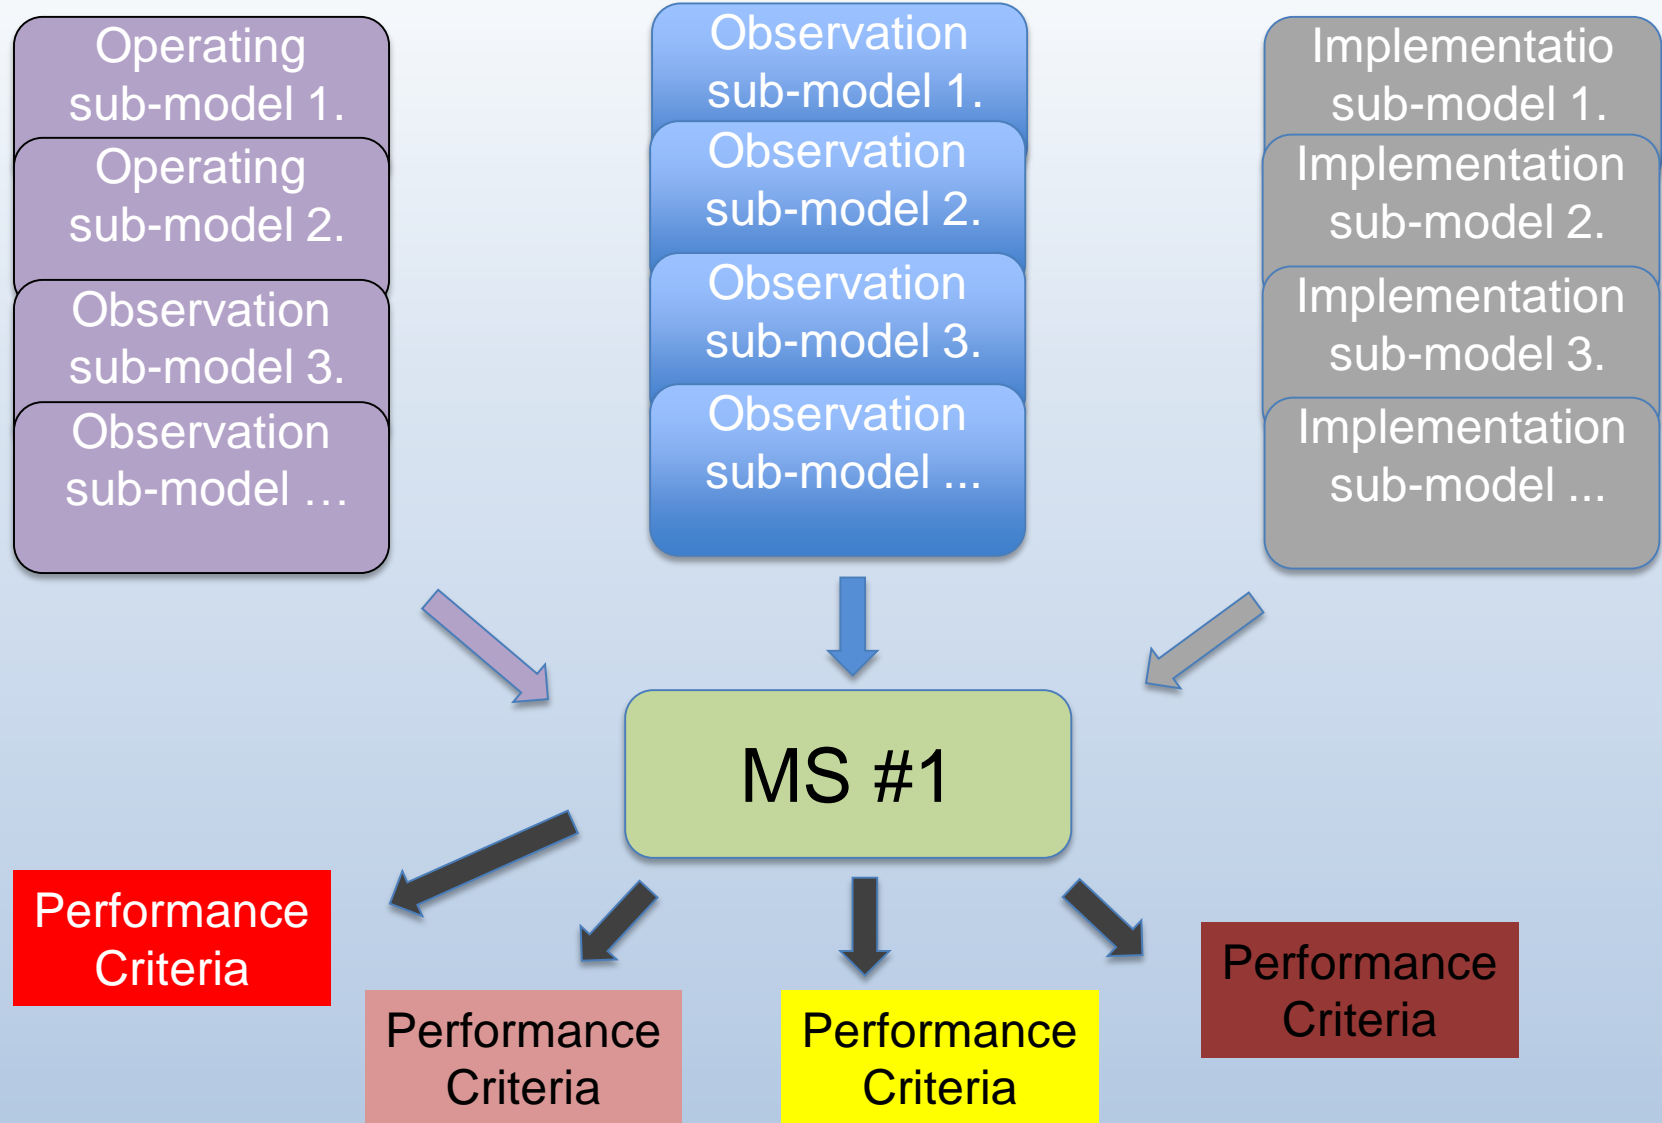 Operating
sub-model 1.
Operating
sub-model 2.
Observation
sub-model 3.
Observation
sub-model …
Observation
sub-model 1.
Observation
sub-model 2.
Observation
sub-model 3.
Observation
sub-model ...
Implementatio
sub-model 1.
Implementation
sub-model 2.
Implementation
sub-model 3.
Implementation
sub-model ...
MS #1
Performance
Criteria
Performance
Criteria
Performance
Criteria
Performance
Criteria